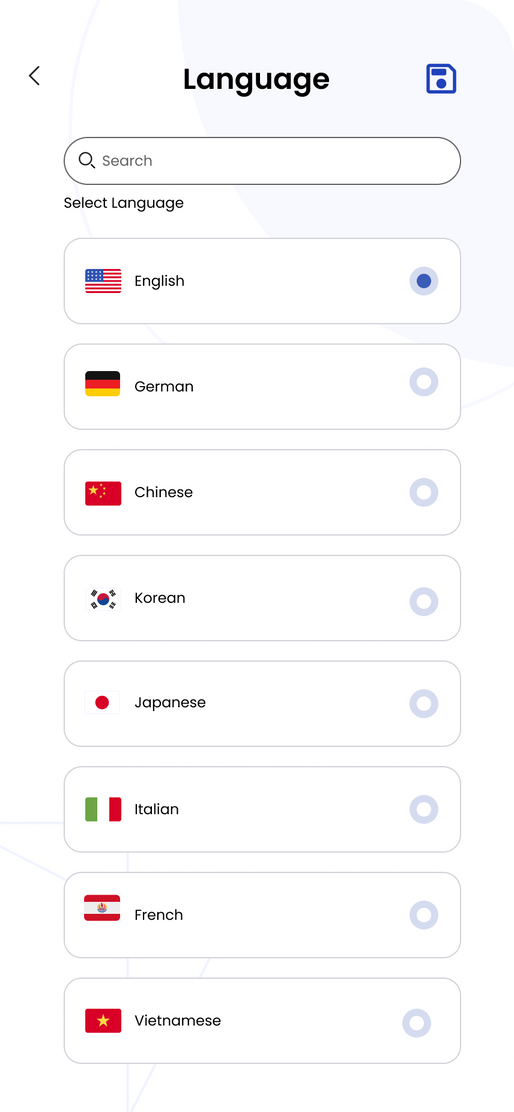 Language
Search
Select Language
English
German
Chinese
Korean
Japanese
Italian
French
Vietnamese